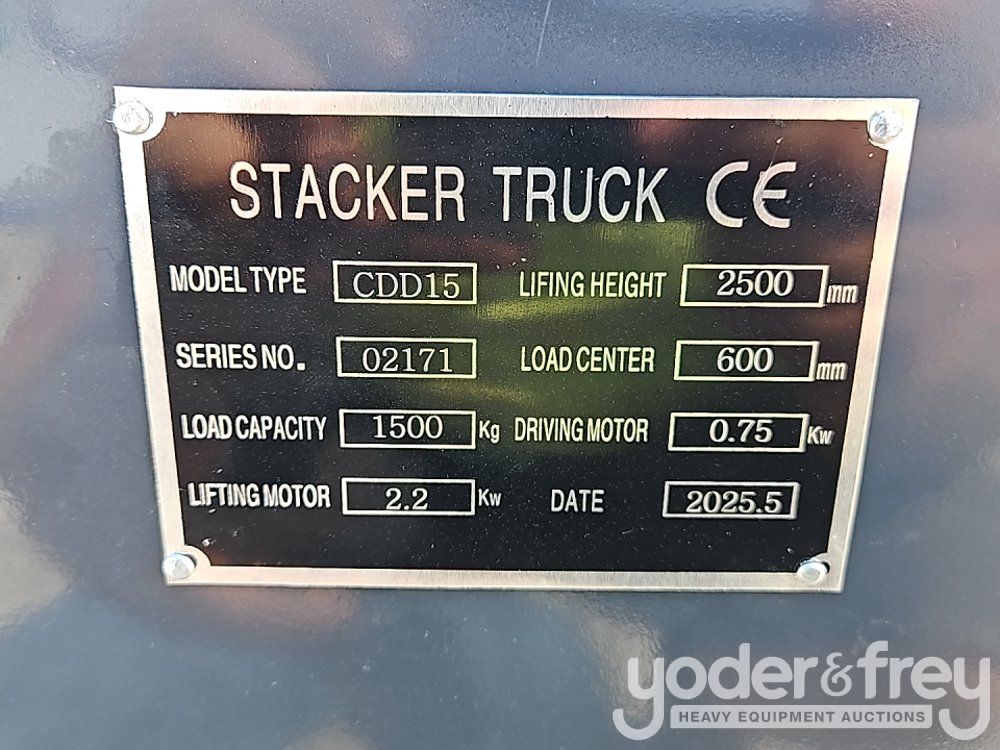 STACKER TRUCK CE
MODEL TYPE CDD15 LIFING HEIGHT 2500 mm
SERIES NO. 02171 LOAD CENTER 600 mm
LOAD CAPACITY 1500 Kg DRIVING MOTOR 0.75 Kw
LIFTING MOTOR 2.2 Kw DATE 2025.5
yoder&frey
HEAVY EQUIPMENT AUCTIONS